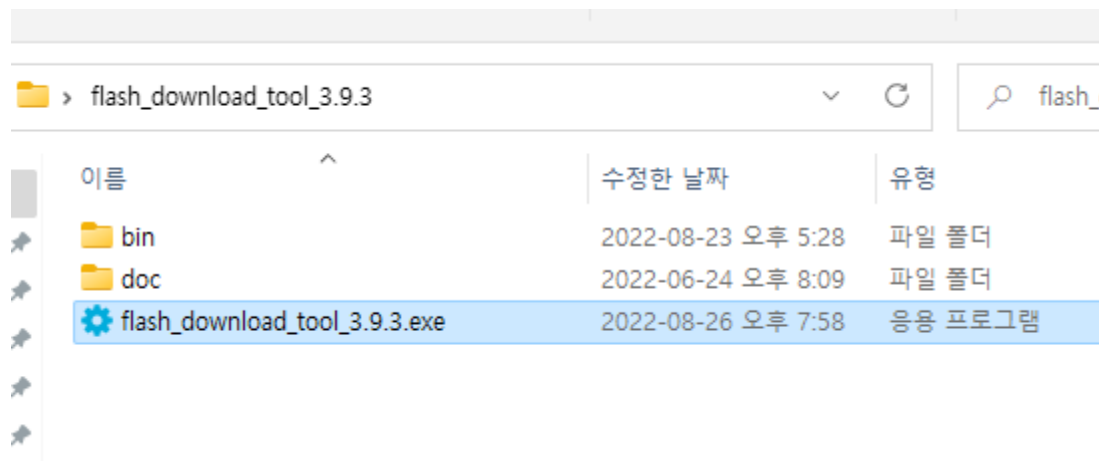 flash_download_tool_3.9.3
flash_
이름 수정한 날짜 유형
bin 2022-08-23 오후 5:28 파일 폴더
doc 2022-06-24 오후 8:09 파일 폴더
flash_download_tool_3.9.3.exe 2022-08-26 오후 7:58 응용 프로그램